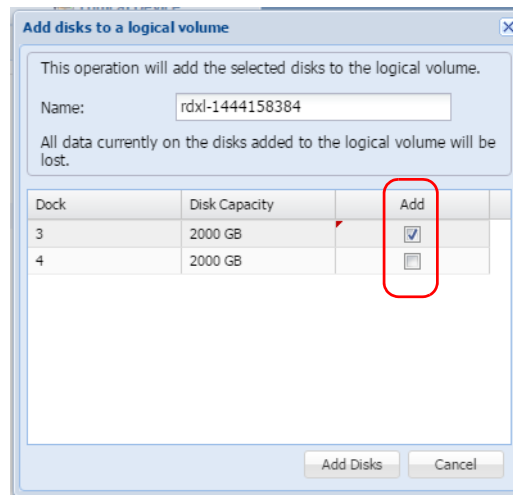 Add disks to a logical volume
This operation will add the selected disks to the logical volume.
Name: rdxl-1444158384
All data currently on the disks added to the logical volume will be
lost.
Dock Disk Capacity Add
3 2000 GB
4 2000 GB
Add Disks Cancel